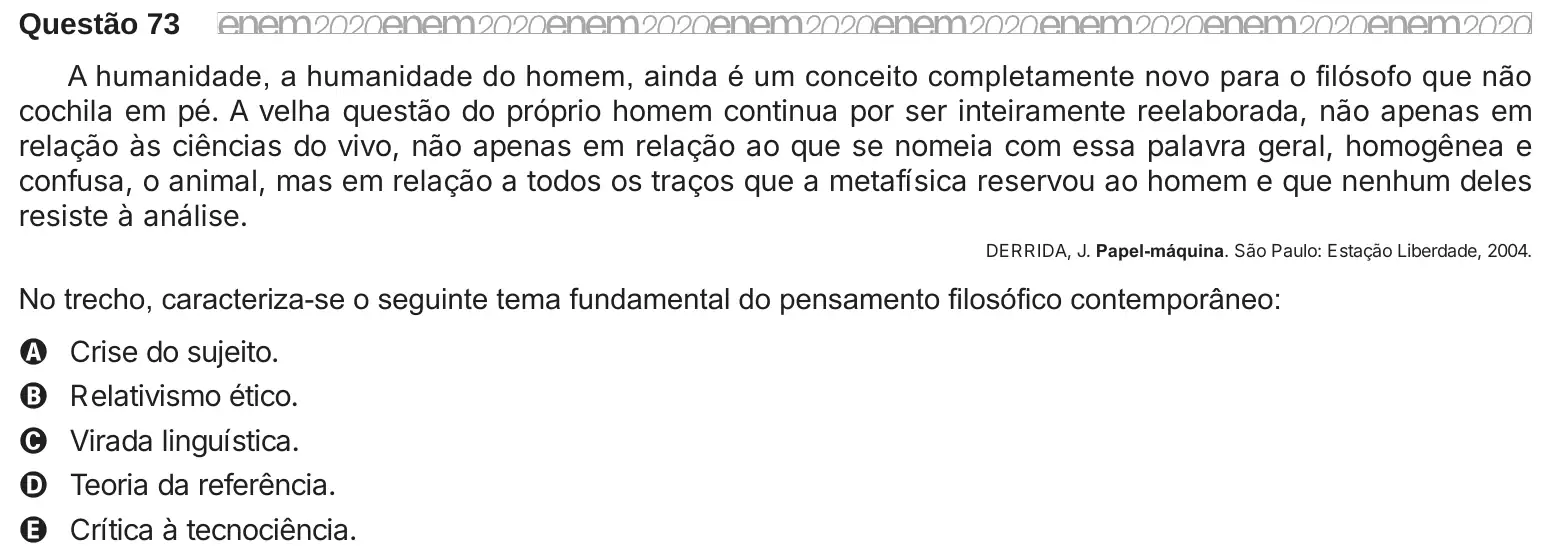 Questão 73 enem2020enem2020enem2020enem2020enem2020enem2020enem2020enem2020
A humanidade, a humanidade do homem, ainda é um conceito completamente novo para o filósofo que não
cochila em pé. A velha questão do próprio homem continua por ser inteiramente reelaborada, não apenas em
relação às ciências do vivo, não apenas em relação ao que se nomeia com essa palavra geral, homogênea e
confusa, o animal, mas em relação a todos os traços que a metafísica reservou ao homem e que nenhum deles
resiste à análise.
DERRIDA, J. Papel-máquina. São Paulo: Estação Liberdade, 2004.
No trecho, caracteriza-se o seguinte tema fundamental do pensamento filosófico contemporâneo:
A Crise do sujeito.
B Relativismo ético.
C Virada linguística.
D Teoria da referência.
E Crítica à tecnociência.